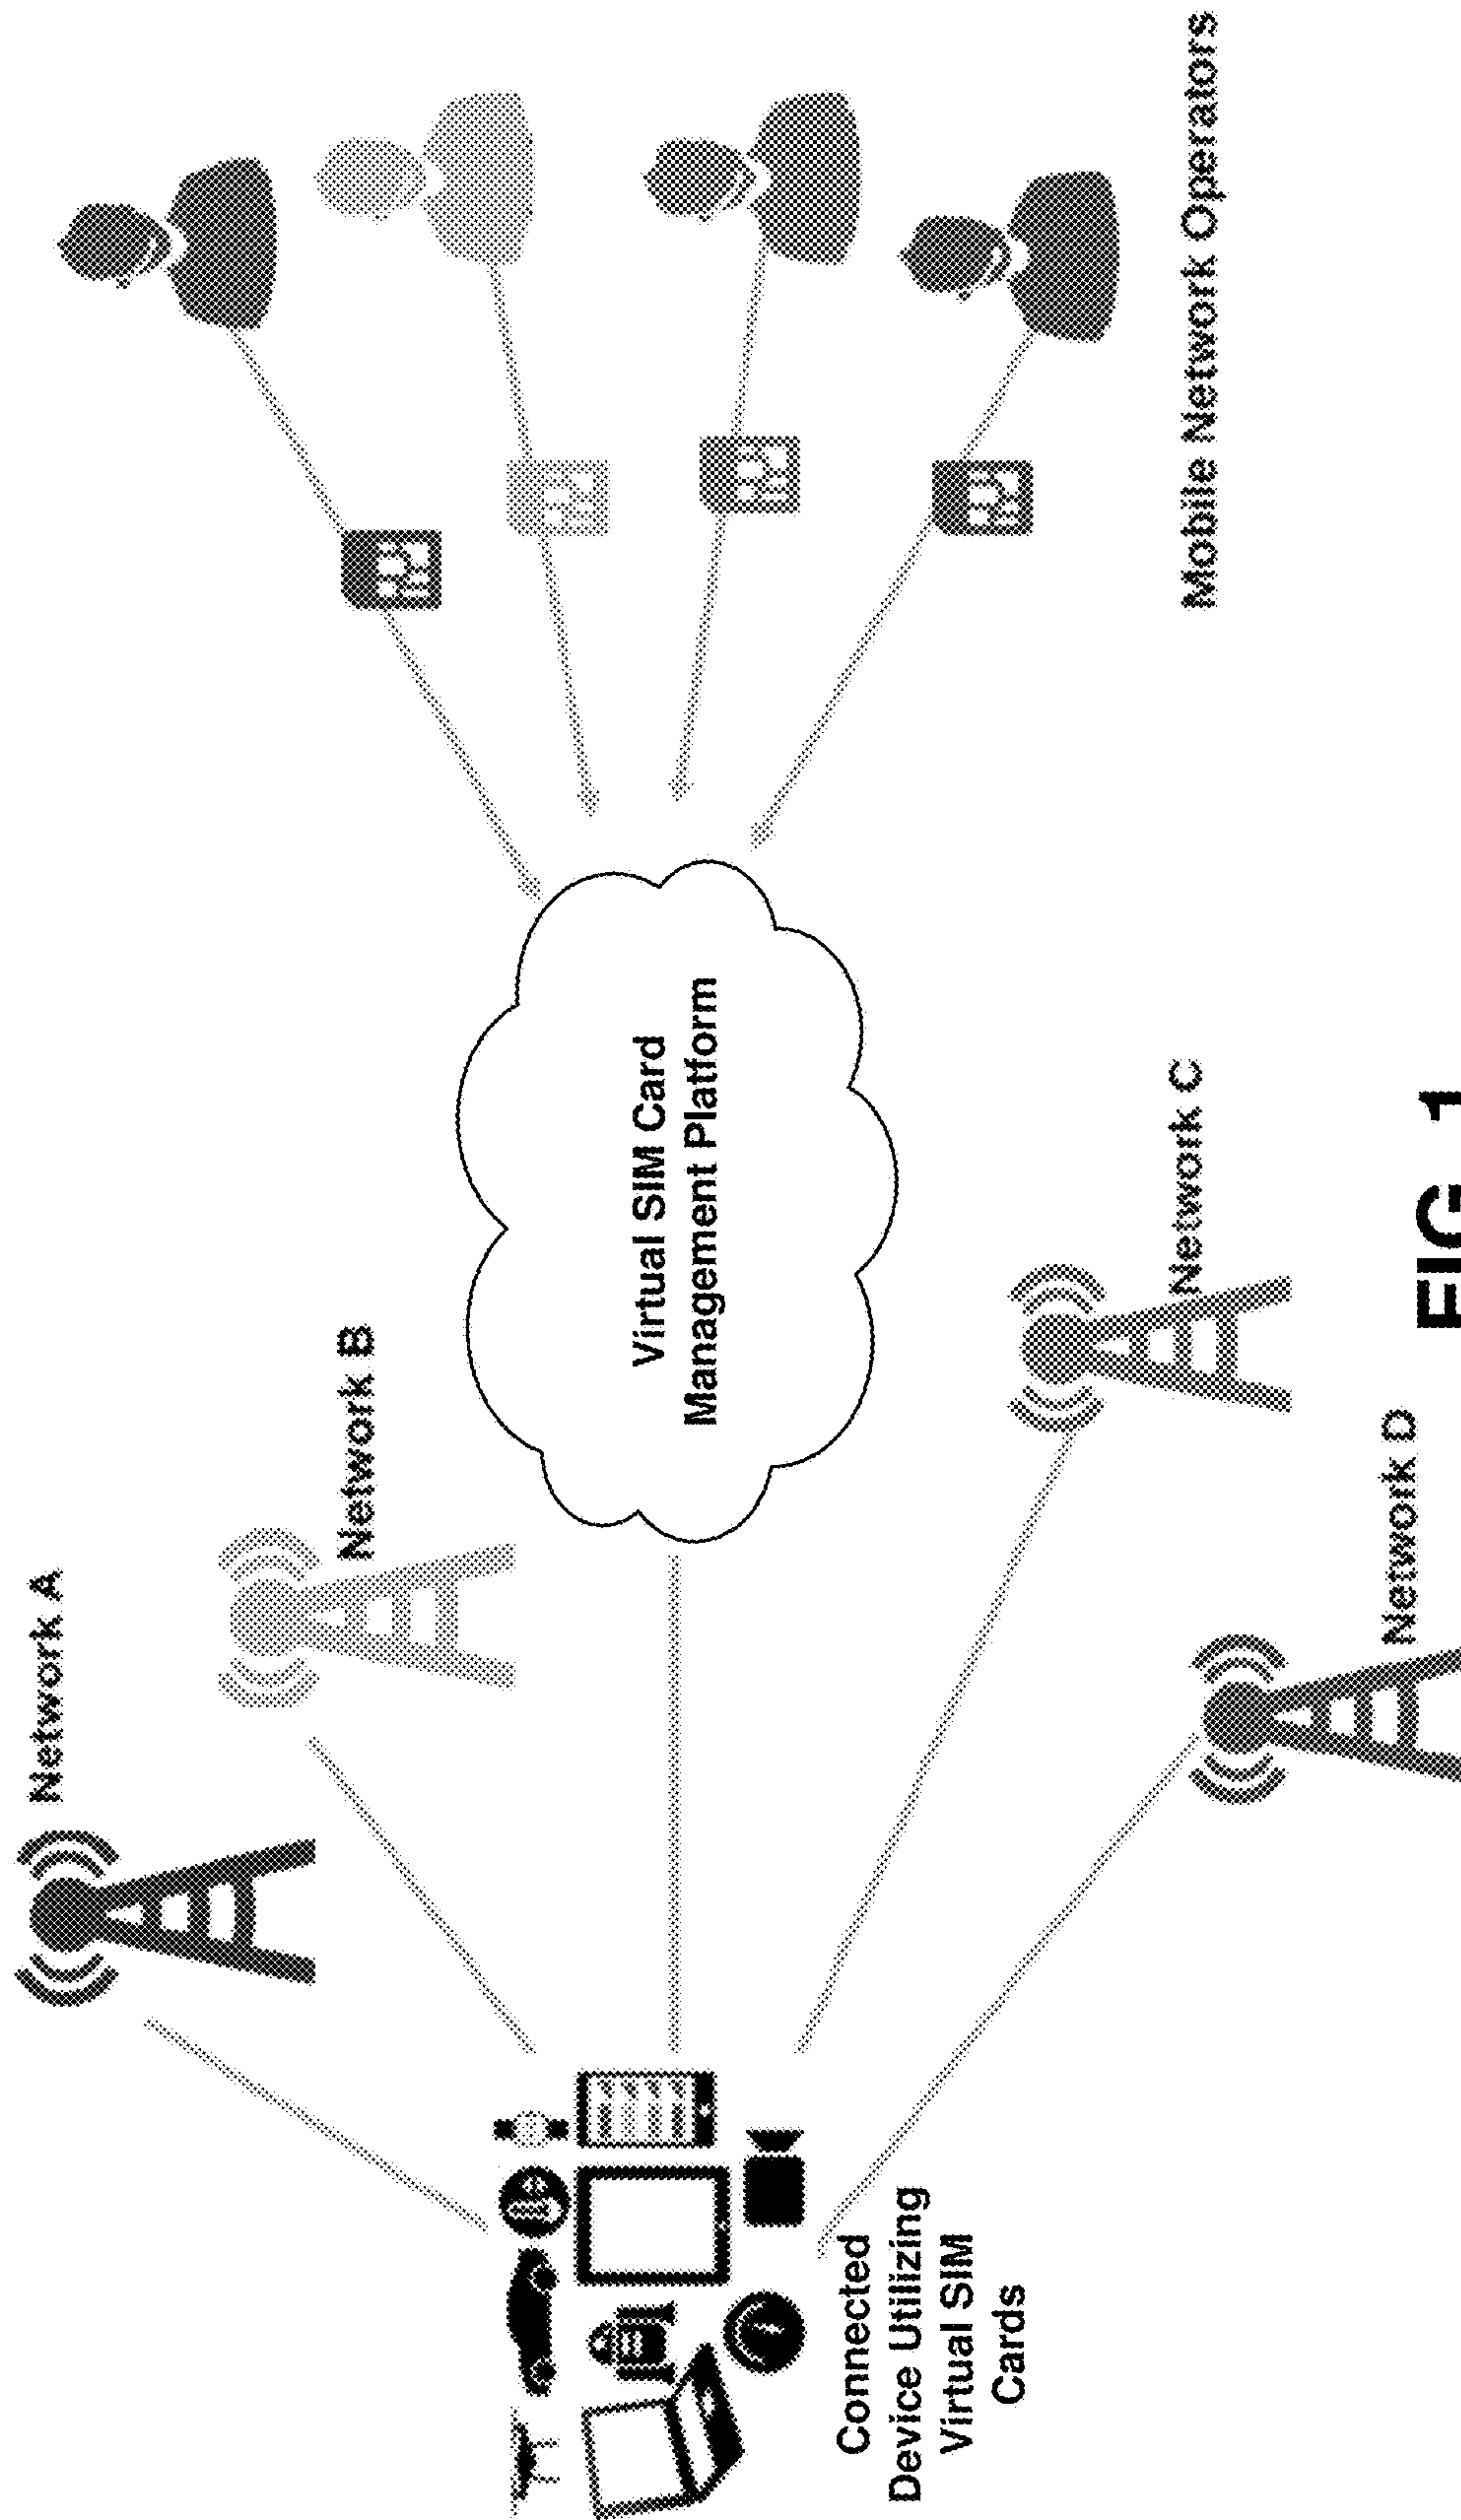 Network A
Network B
Virtual SIM Card
Management Platform
Connected
Device Utilizing
Virtual SIM
Cards
Network C
Network D
Mobile Network Operators
FIG. 1